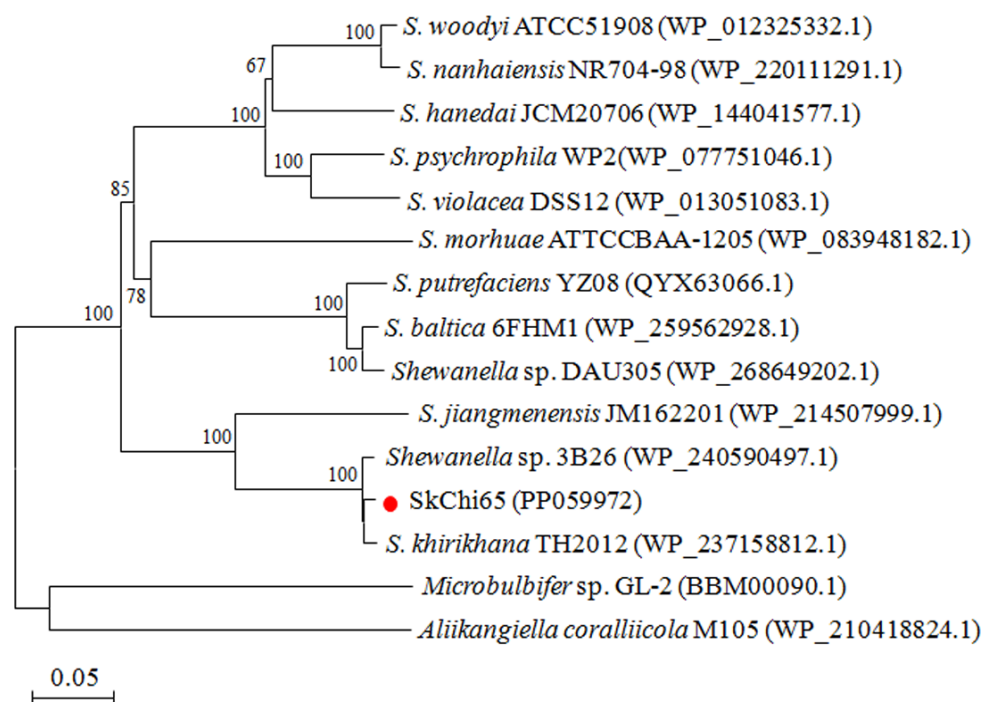 100
S. woodyi ATCC51908 (WP_012325332.1)
67
S. nanhaiensis NR704-98 (WP_220111291.1)
100
S. hanedai JCM20706 (WP_144041577.1)
100
S. psychrophila WP2(WP_077751046.1)
85
S. violacea DSS12 (WP_013051083.1)
S. morhuae ATTCCBAA-1205 (WP_083948182.1)
78
S. putrefaciens YZ08 (QYX63066.1)
100
100
S. baltica 6FHM1 (WP_259562928.1)
100
Shewanella sp. DAU305 (WP_268649202.1)
S. jiangmenensis JM162201 (WP_214507999.1)
100
Shewanella sp. 3B26 (WP_240590497.1)
100
SkChi65 (PP059972)
S. khirikhana TH2012 (WP_237158812.1)
Microbulbifer sp. GL-2 (BBM00090.1)
Aliikangiella coralliicola M105 (WP_210418824.1)
0.05